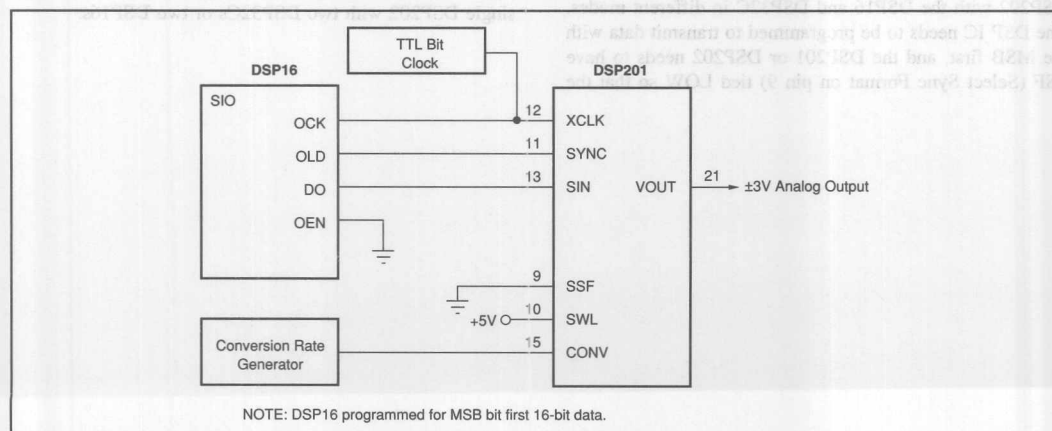 TTL Bit
Clock
DSP16
DSP201
SIO
OCK
12
XCLK
OLD
11
SYNC
DO
13
SIN
VOUT
21
±3V Analog Output
OEN
9
SSF
+5V
10
SWL
Conversion Rate
Generator
15
CONV
NOTE: DSP16 programmed for MSB bit first 16-bit data.